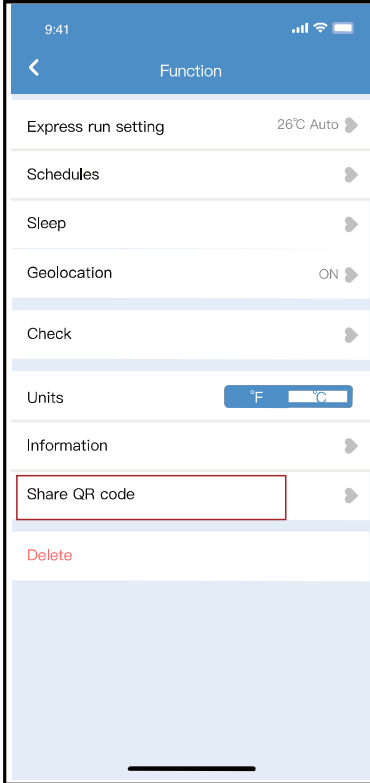 9:41
Function
Express run setting 26℃ Auto
Schedules
Sleep
Geolocation ON
Check
Units ℉ ℃
Information
Share QR code
Delete